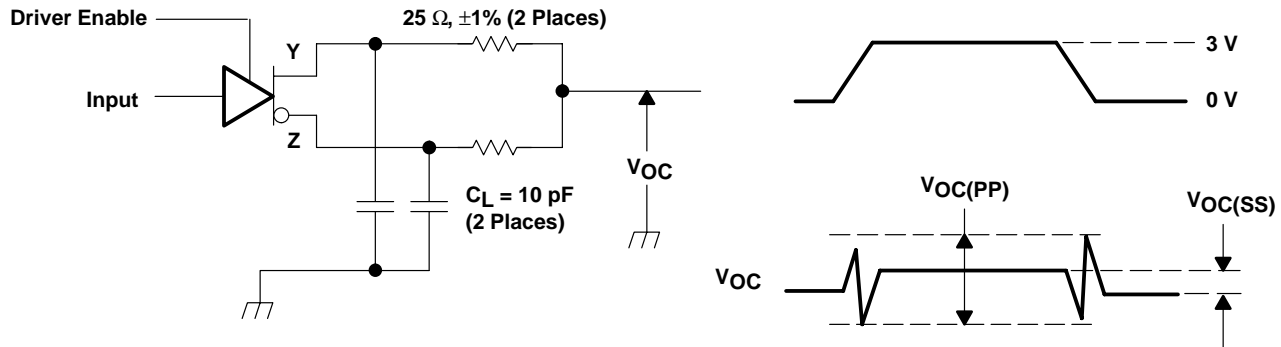 Driver Enable
25 Ω, ±1% (2 Places)
Y
Input
Z
CL = 10 pF
(2 Places)
VOC
3 V
0 V
VOC(PP)
VOC(SS)
VOC